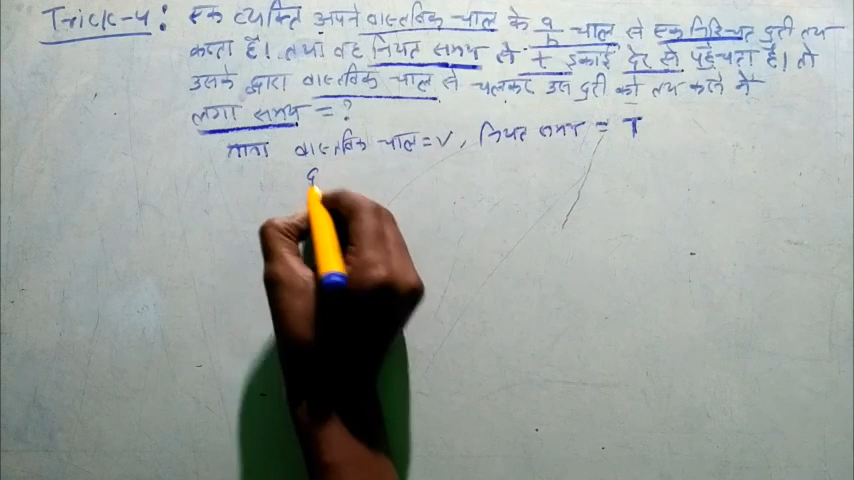 Trick-4: एक व्यक्ति अपने वास्तविक चाल के a/b चाल से एक निश्चित दुरी तय
करता है। तथा वह नियत समय से t इकाई देर से पहुँचता है। तो
उसके द्वारा वास्तविक चाल से चलकर उस दुरी को तय करने में
लगा समय = ?
माना वास्तविक चाल = V, नियत समय = T